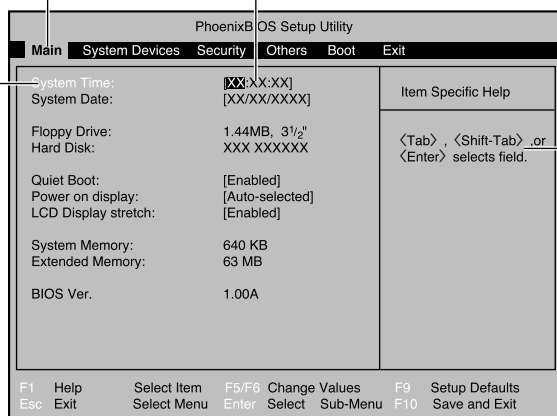 PhoenixBIOS Setup Utility
Main System Devices Security Others Boot Exit
System Time: [XX:XX:XX]
System Date: [XX/XX/XXXX]
Floppy Drive: 1.44MB, 3¹/₂"
Hard Disk: XXX XXXXXX
Quiet Boot: [Enabled]
Power on display: [Auto-selected]
LCD Display stretch: [Enabled]
System Memory: 640 KB
Extended Memory: 63 MB
BIOS Ver. 1.00A
Item Specific Help
〈Tab〉, 〈Shift-Tab〉,or
〈Enter〉 selects field.
F1 Help Select Item F5/F6 Change Values F9 Setup Defaults
Esc Exit Select Menu Enter Select Sub-Menu F10 Save and Exit